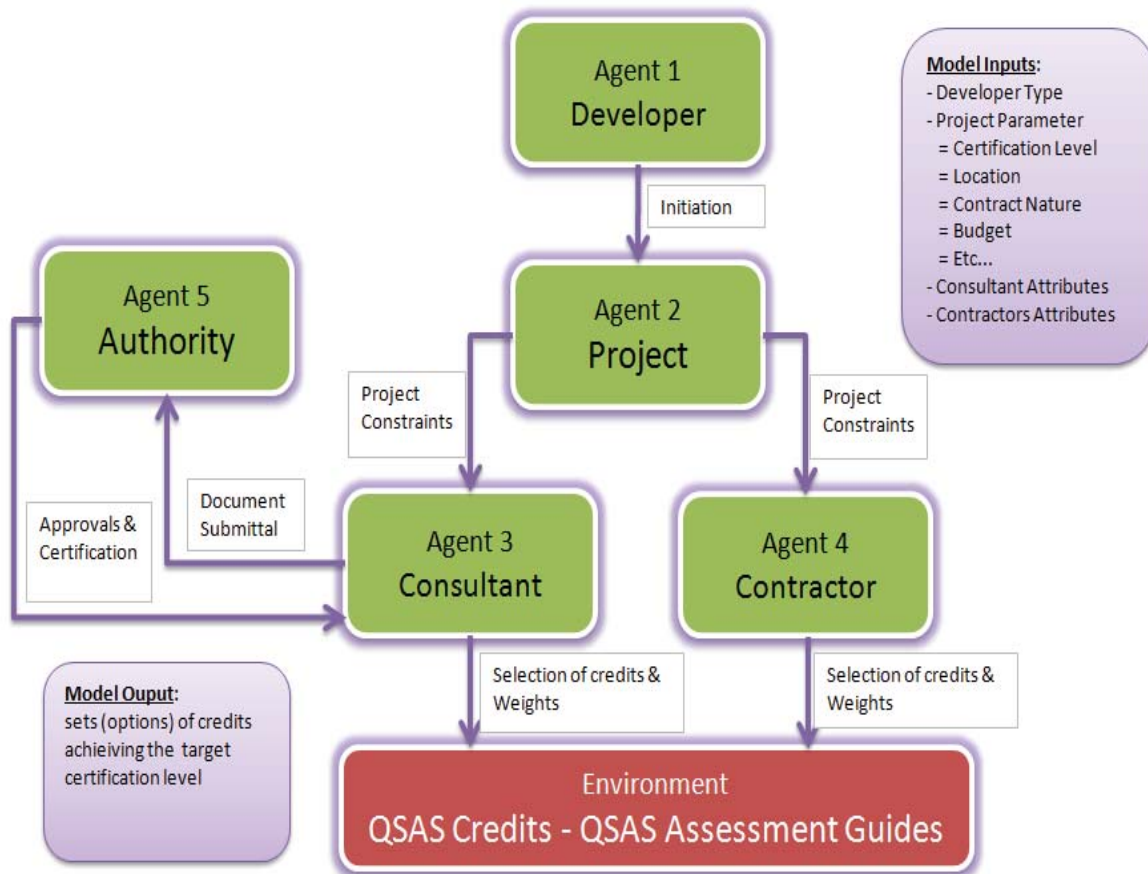 Agent 1
Developer
Model Inputs:
- Developer Type
- Project Parameter
= Certification Level
= Location
= Contract Nature
= Budget
= Etc...
- Consultant Attributes
- Contractors Attributes
Initiation
Agent 5
Authority
Agent 2
Project
Project
Constraints
Project
Constraints
Approvals &
Certification
Document
Submittal
Agent 3
Consultant
Agent 4
Contractor
Model Ouput:
sets (options) of credits
achieiving the target
certification level
Selection of credits &
Weights
Selection of credits &
Weights
Environment
QSAS Credits - QSAS Assessment Guides